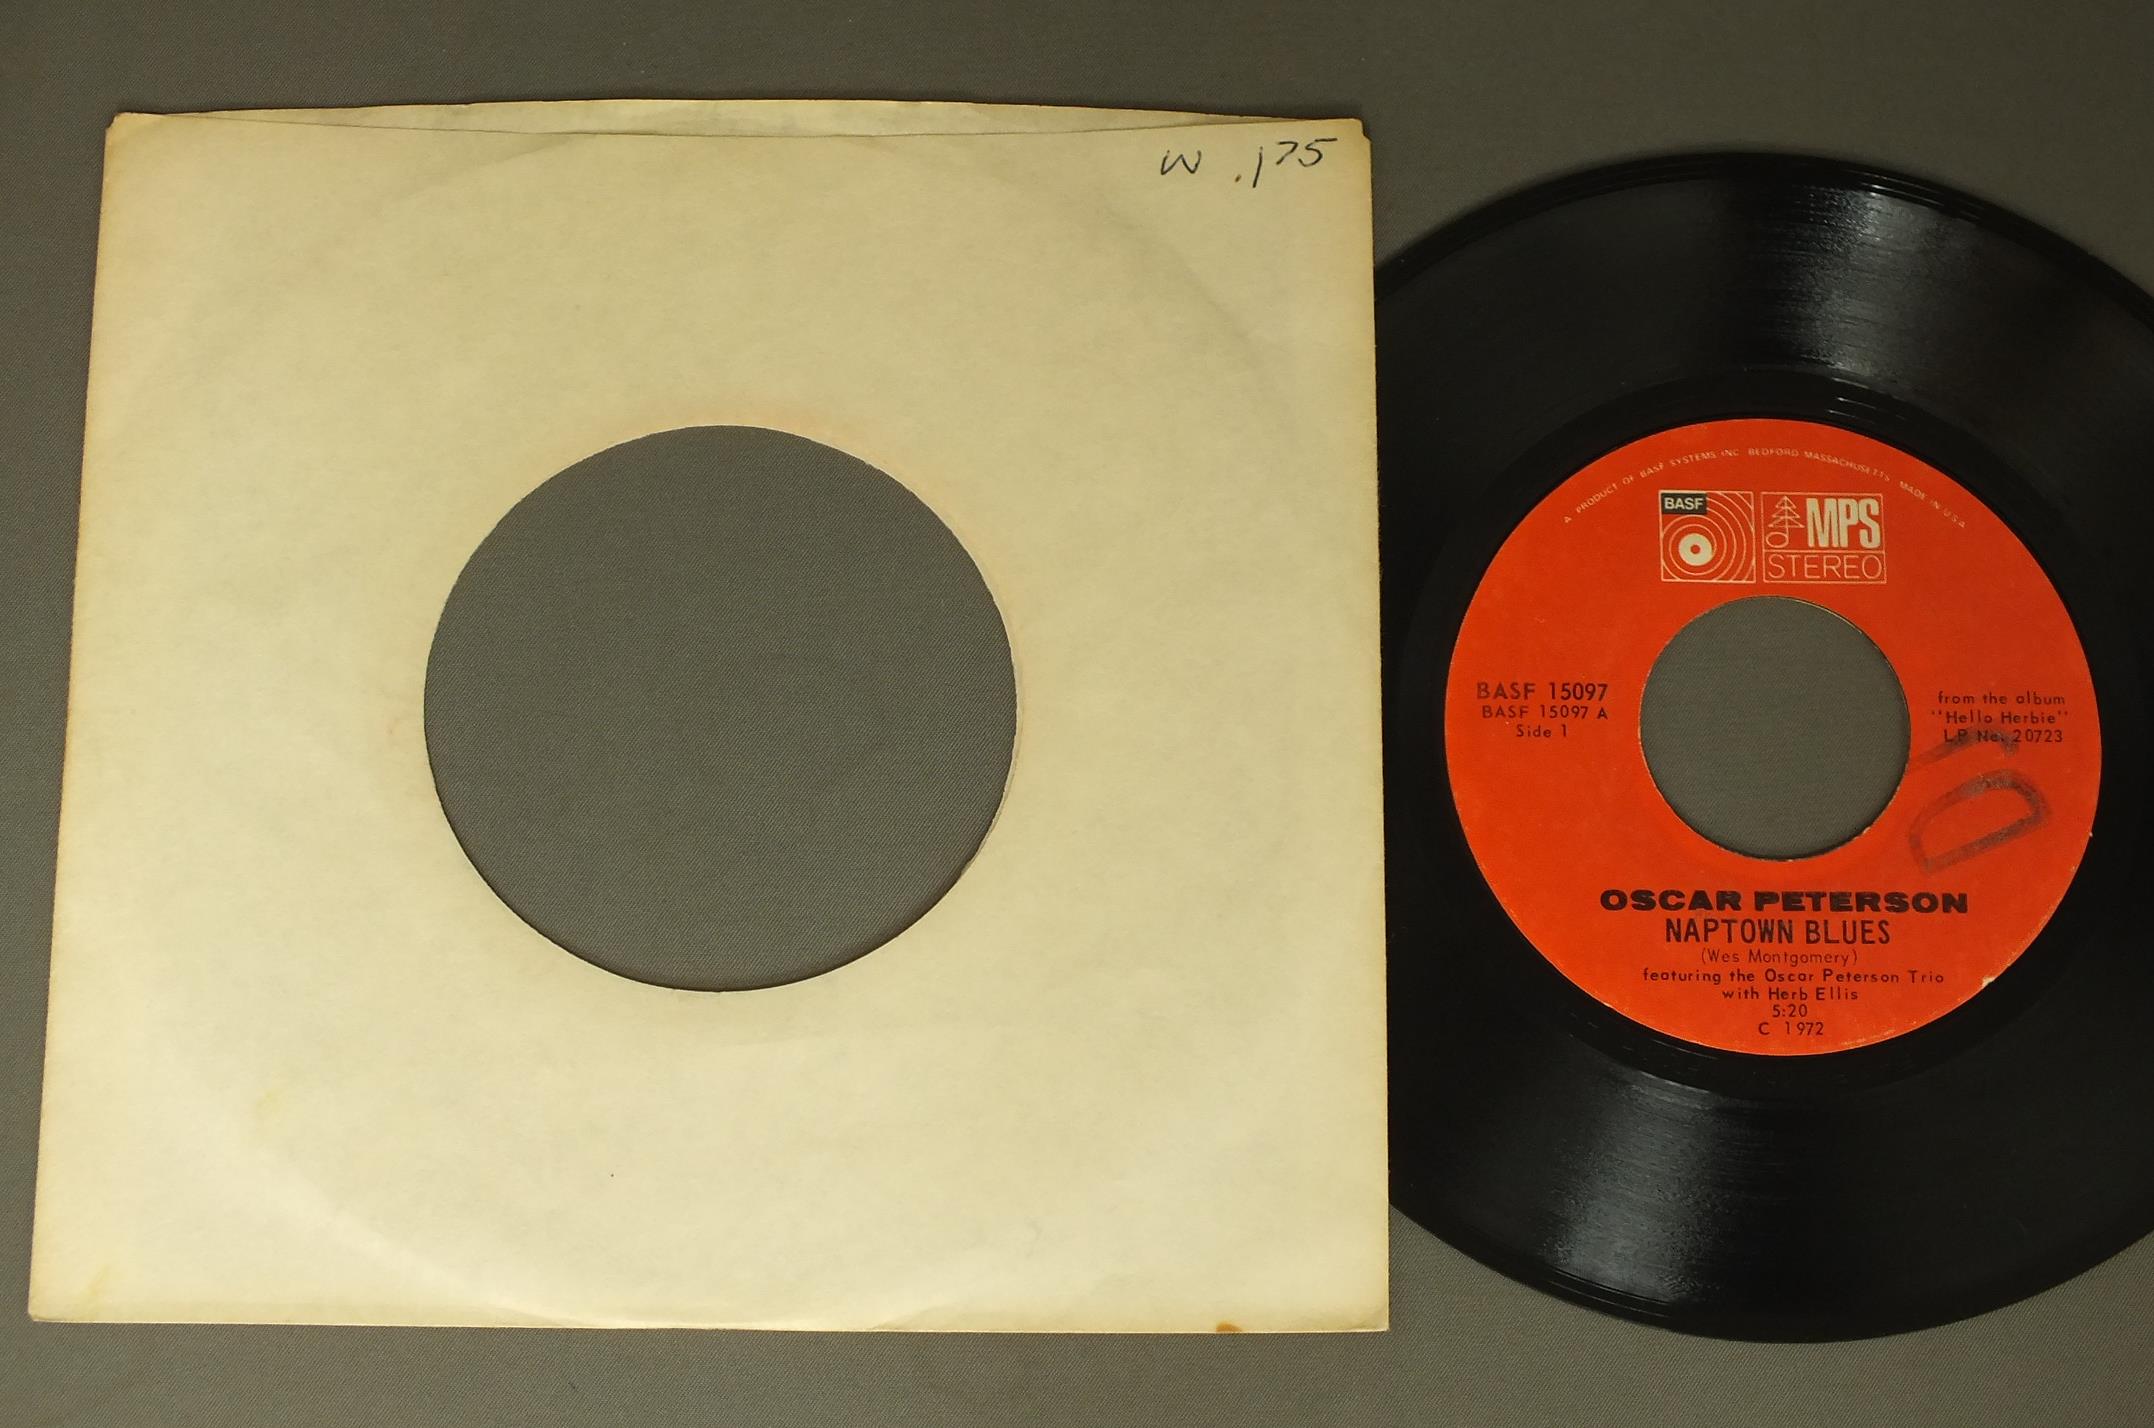 W .175
A PRODUCT OF BASF SYSTEMS, INC. BEDFORD MASSACHUSETTS MADE IN U.S.A.
BASF
MPS
STEREO
BASF 15097
BASF 15097 A
Side 1
from the album
"Hello Herbie"
LP No. 20723
D
OSCAR PETERSON
NAPTOWN BLUES
(Wes Montgomery)
featuring the Oscar Peterson Trio
with Herb Ellis
5:20
C 1972